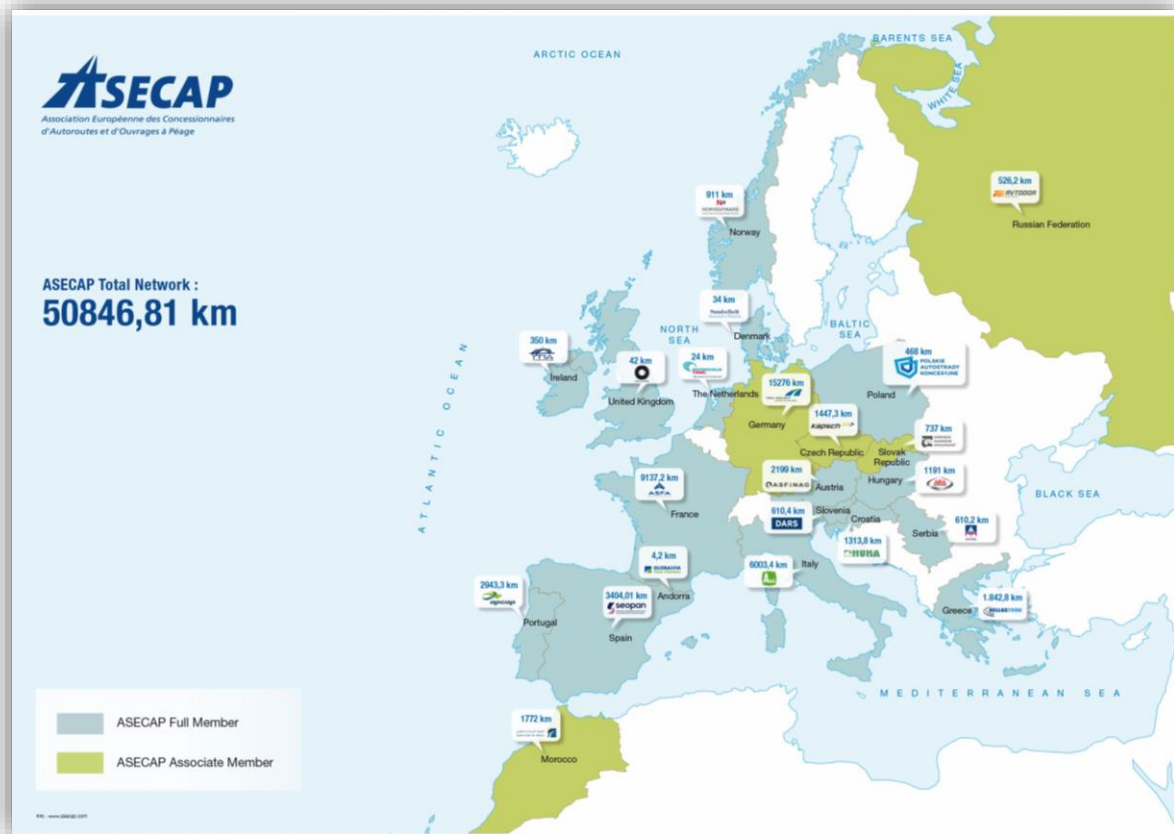 ASECAP
Association Européenne des Concessionnaires
d'Autoroutes et d'Ouvrages à Péage
ASECAP Total Network :
50846,81 km
ARCTIC OCEAN
BARENTS SEA
WHITE SEA
526,2 km
AVTODOR
Russian Federation
911 km
Norway
34 km
Denmark
NORTH
SEA
BALTIC
SEA
350 km
Ireland
42 km
United Kingdom
24 km
The Netherlands
468 km
POLSKIE
AUTOSTRADY
KONCESYJNE
Poland
15276 km
Germany
1447,3 km
kapsch
Czech Republic
737 km
Slovak
Republic
2199 km
ASFINAG
Austria
Hungary
1191 km
9137,2 km
ASFA
France
610,4 km
DARS
Slovenia
Croatia
1313,8 km
HUKA
Serbia
610,2 km
BLACK SEA
ATLANTIC OCEAN
4,2 km
GLOBALVIA
Andorra
6003,4 km
Italy
2943,3 km
apcap
Portugal
3404,01 km
seopan
Spain
1.842,8 km
HELLASTRON
Greece
MEDITERRANEAN SEA
ASECAP Full Member
ASECAP Associate Member
1772 km
Morocco